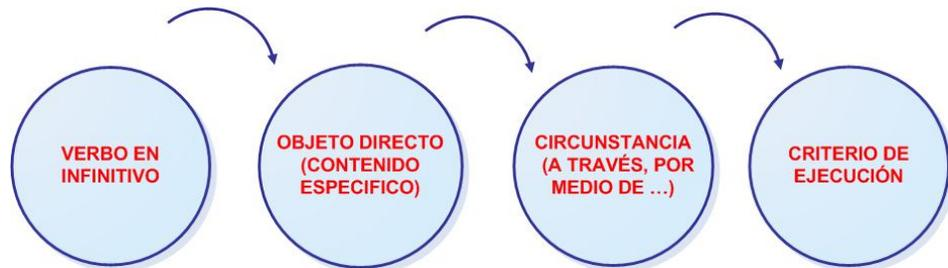 VERBO EN
INFINITIVO
OBJETO DIRECTO
(CONTENIDO
ESPECIFICO)
CIRCUNSTANCIA
(A TRAVÉS, POR
MEDIO DE ...)
CRITERIO DE
EJECUCIÓN